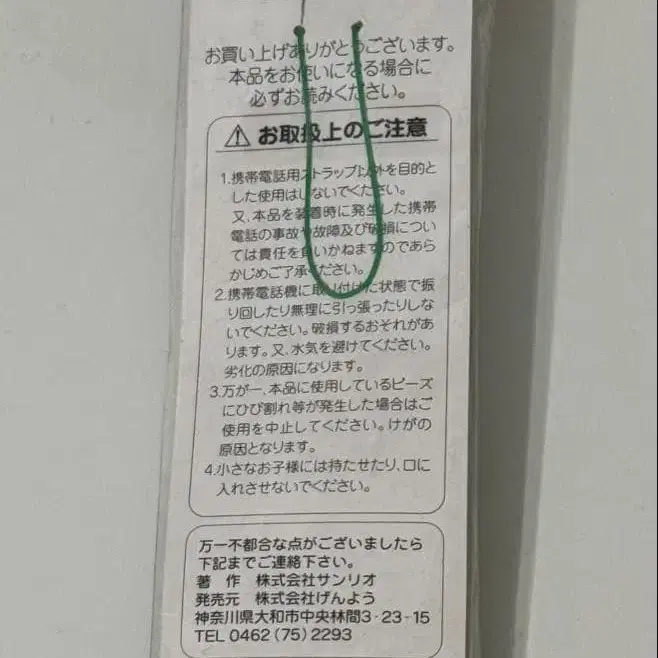 お買い上げありがとうございます。
本品をお使いになる場合に
必ずお読みください。
⚠ お取扱上のご注意
1.携帯電話用ストラップ以外を目的と
した使用はしないでください。
又、本品を装着時に発生した携帯
電話の事故や故障及び破損につい
ては責任を負いかねますのであら
かじめご了承ください。
2.携帯電話機に取り付けた状態で振
り回したり無理に引っ張ったりしな
いでください。破損するおそれがあ
ります。又、水気を避けてください。
劣化の原因になります。
3.万が一、本品に使用しているビーズ
にひび割れ等が発生した場合はご
使用を中止してください。けがの
原因となります。
4.小さなお子様には持たせたり、口に
入れさせないでください。
万一不都合な点がございましたら
下記までご連絡下さい。
著 作 株式会社サンリオ
発売元 株式会社げんよう
神奈川県大和市中央林間3-23-15
TEL 0462(75)2293